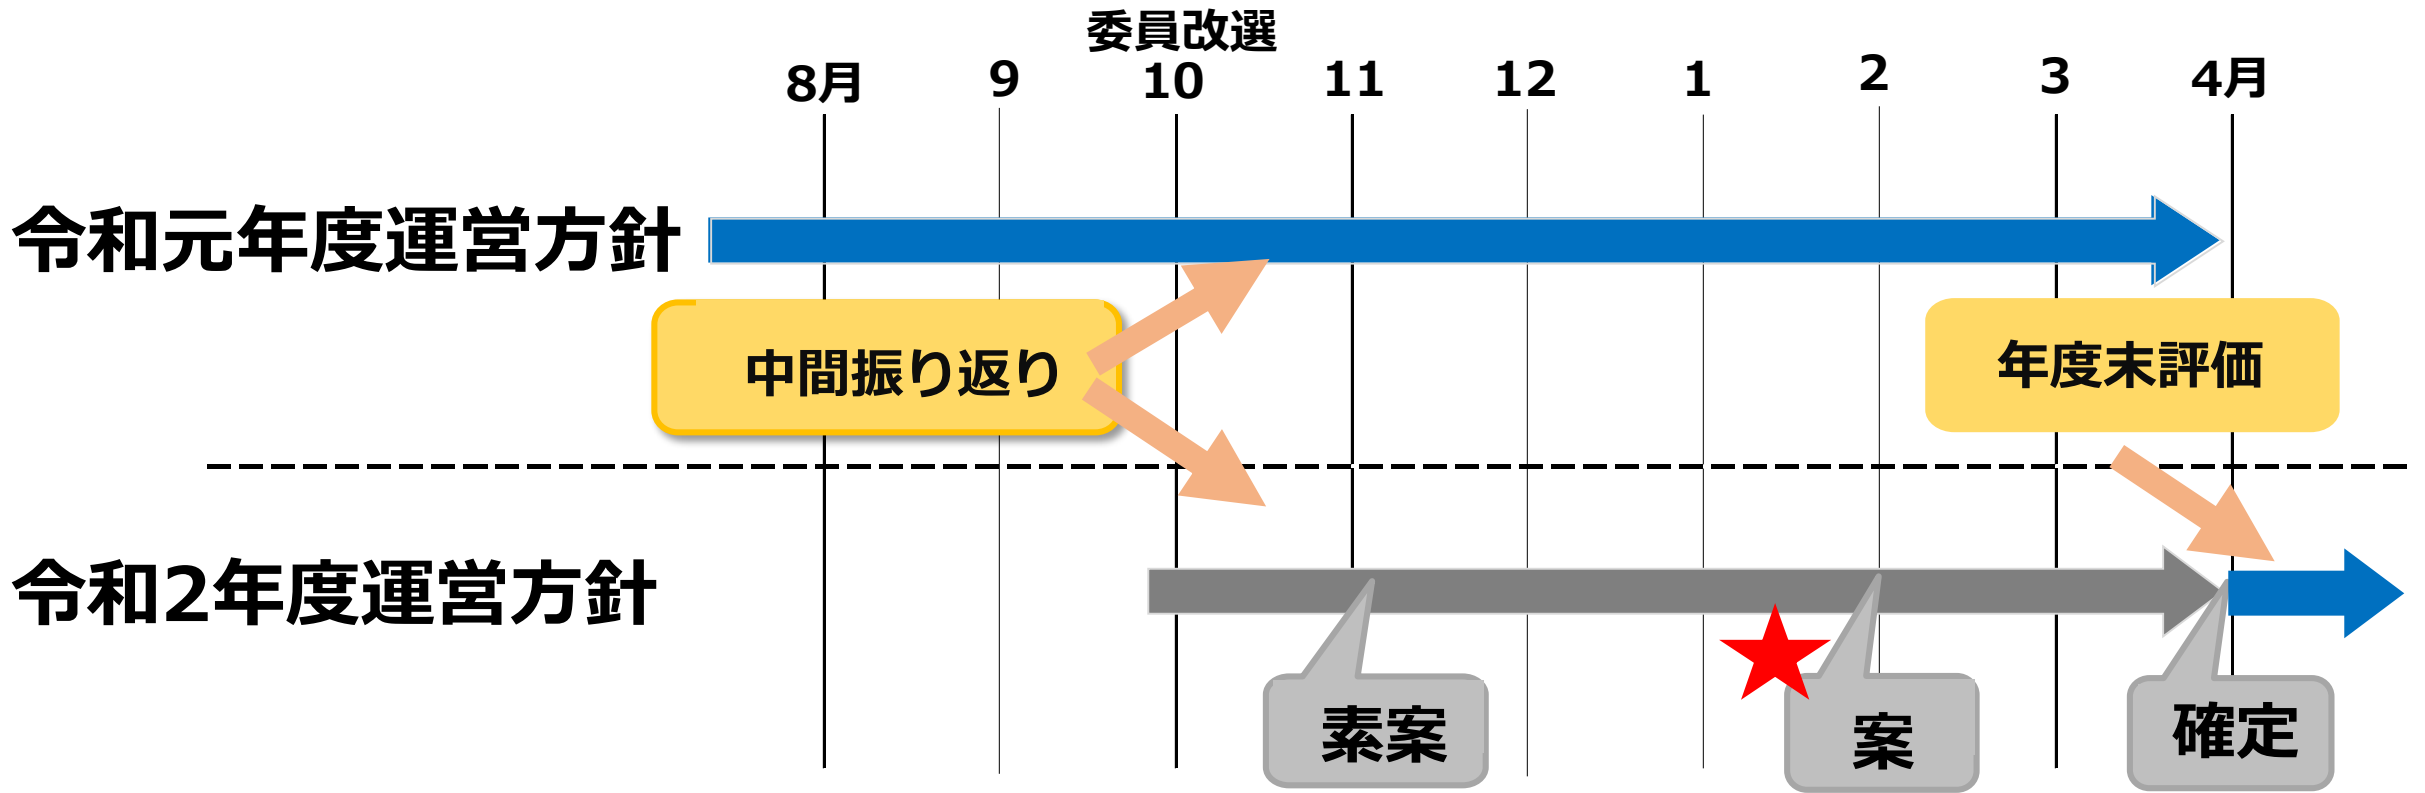 委員改選
8月 9 10 11 12 1 2 3 4月
令和元年度運営方針
中間振り返り
年度末評価
令和2年度運営方針
素案
案
確定